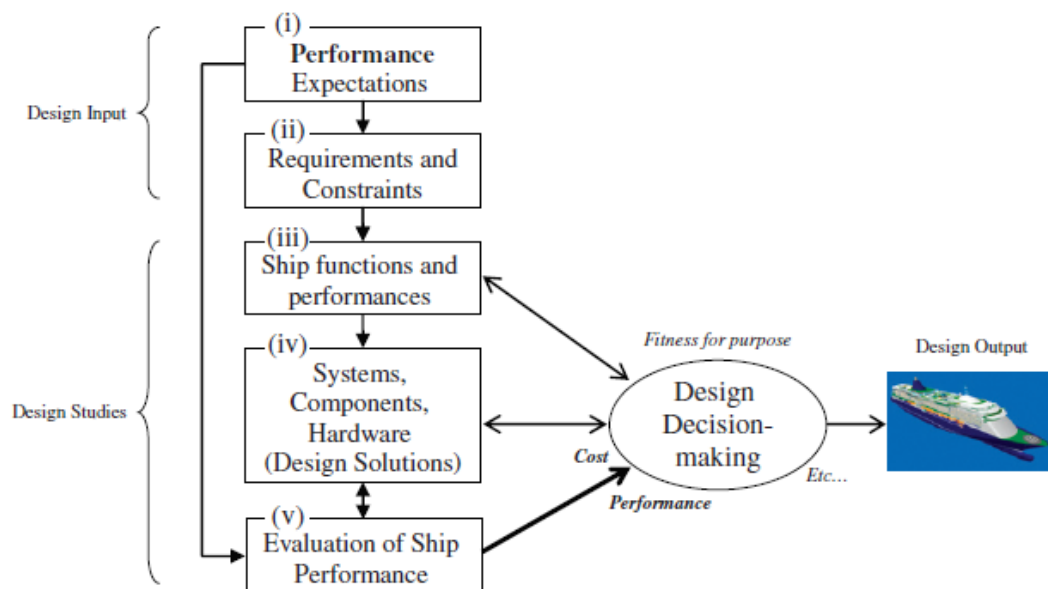 (i)
Performance
Expectations
Design Input
(ii)
Requirements and
Constraints
(iii)
Ship functions and
performances
(iv)
Systems,
Components,
Hardware
(Design Solutions)
Design Studies
(v)
Evaluation of Ship
Performance
Fitness for purpose
Design
Decision-
making
Cost
Performance
Etc...
Design Output